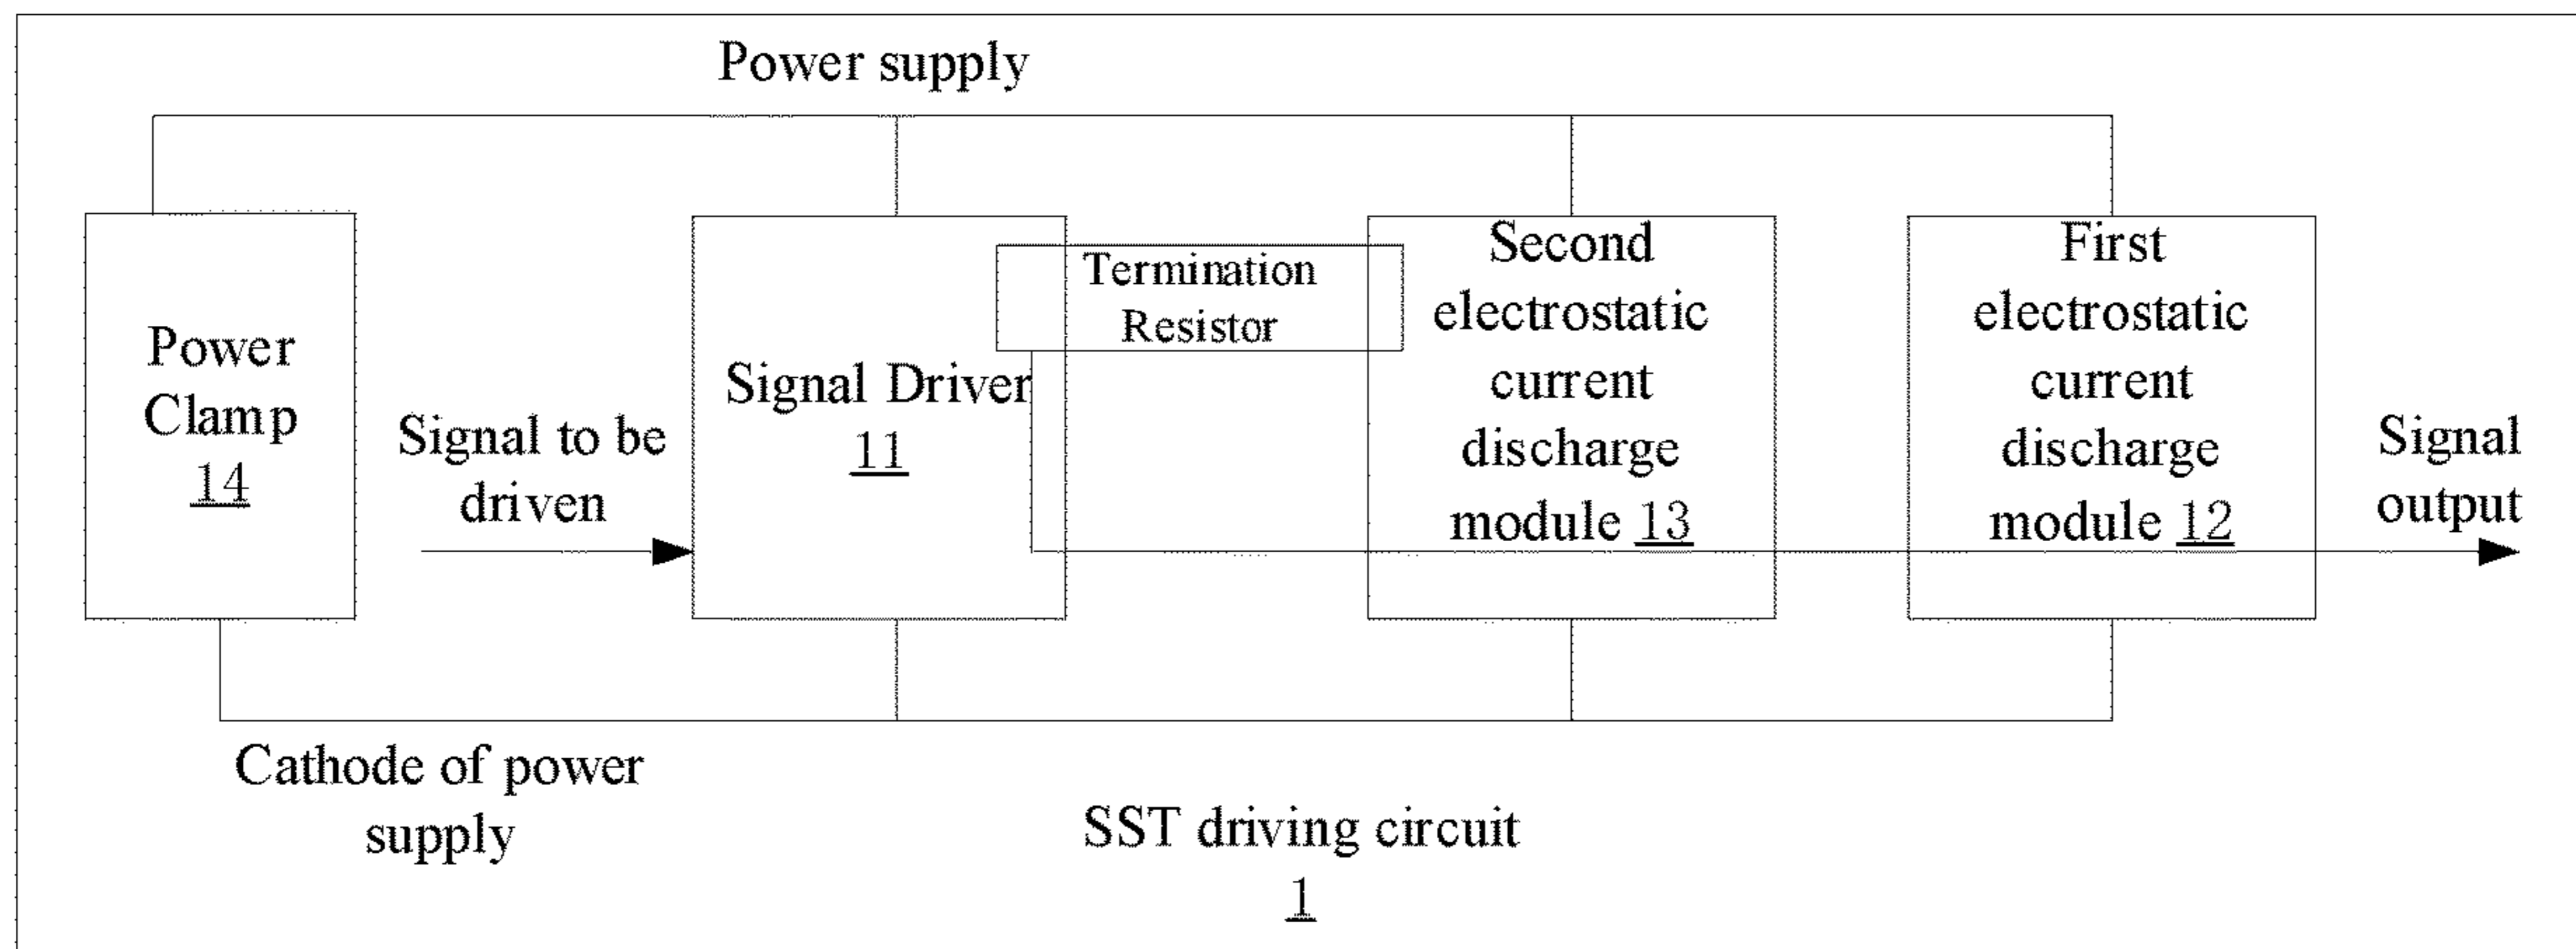 Power supply
Power
Clamp
14
Signal to be
driven
Signal Driver
11
Termination
Resistor
Second
electrostatic
current
discharge
module 13
First
electrostatic
current
discharge
module 12
Signal
output
Cathode of power
supply
SST driving circuit
1